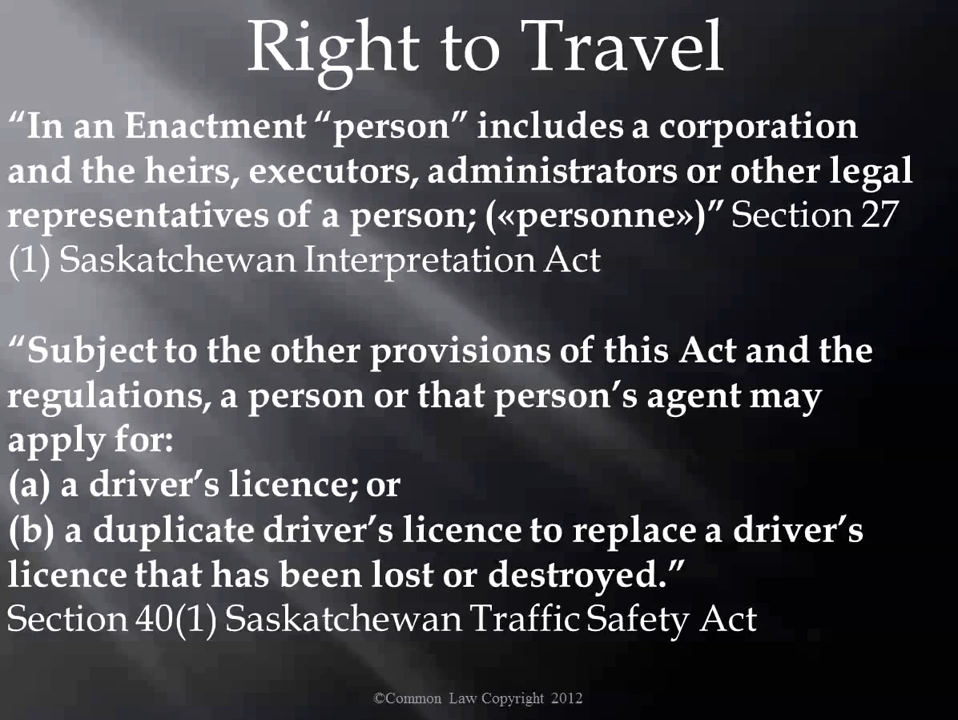 Right to Travel
“In an Enactment “person” includes a corporation
and the heirs, executors, administrators or other legal
representatives of a person; («personne»)” Section 27
(1) Saskatchewan Interpretation Act
“Subject to the other provisions of this Act and the
regulations, a person or that person’s agent may
apply for:
(a) a driver’s licence; or
(b) a duplicate driver’s licence to replace a driver’s
licence that has been lost or destroyed.”
Section 40(1) Saskatchewan Traffic Safety Act
©Common Law Copyright 2012